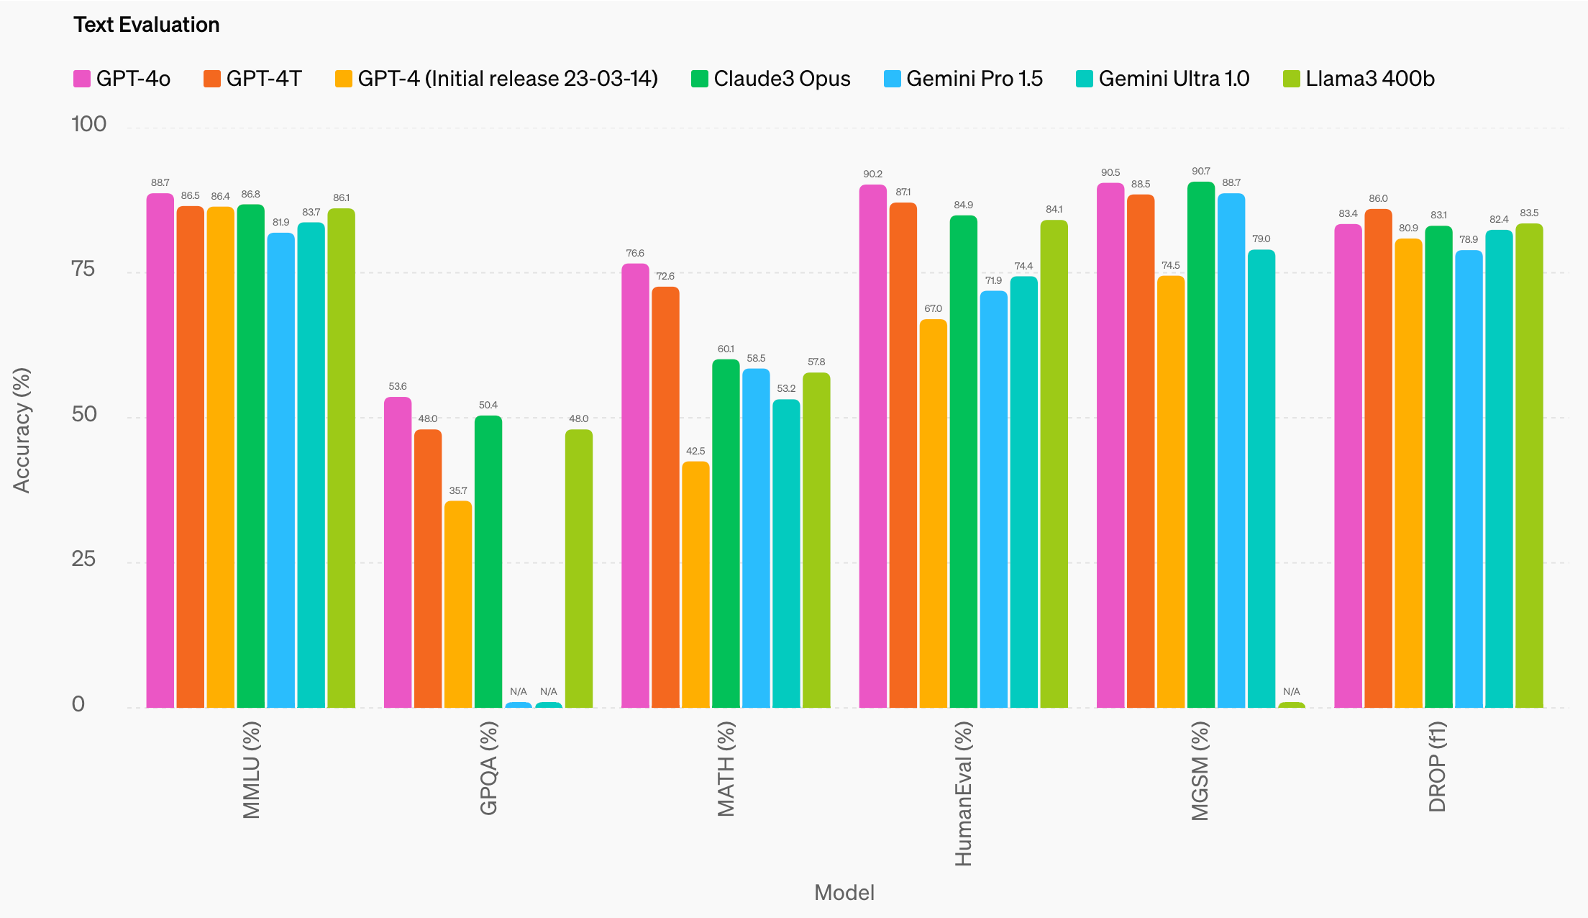 Text Evaluation
GPT-4o GPT-4T GPT-4 (Initial release 23-03-14) Claude3 Opus Gemini Pro 1.5 Gemini Ultra 1.0 Llama3 400b
Accuracy (%)
100
75
50
25
0
88.7 86.5 86.4 86.8 81.9 83.7 86.1
53.6 48.0 35.7 50.4 N/A N/A 48.0
76.6 72.6 42.5 60.1 58.5 53.2 57.8
90.2 87.1 67.0 84.9 71.9 74.4 84.1
90.5 88.5 74.5 90.7 88.7 79.0 N/A
83.4 86.0 80.9 83.1 78.9 82.4 83.5
MMLU (%)
GPQA (%)
MATH (%)
HumanEval (%)
MGSM (%)
DROP (f1)
Model